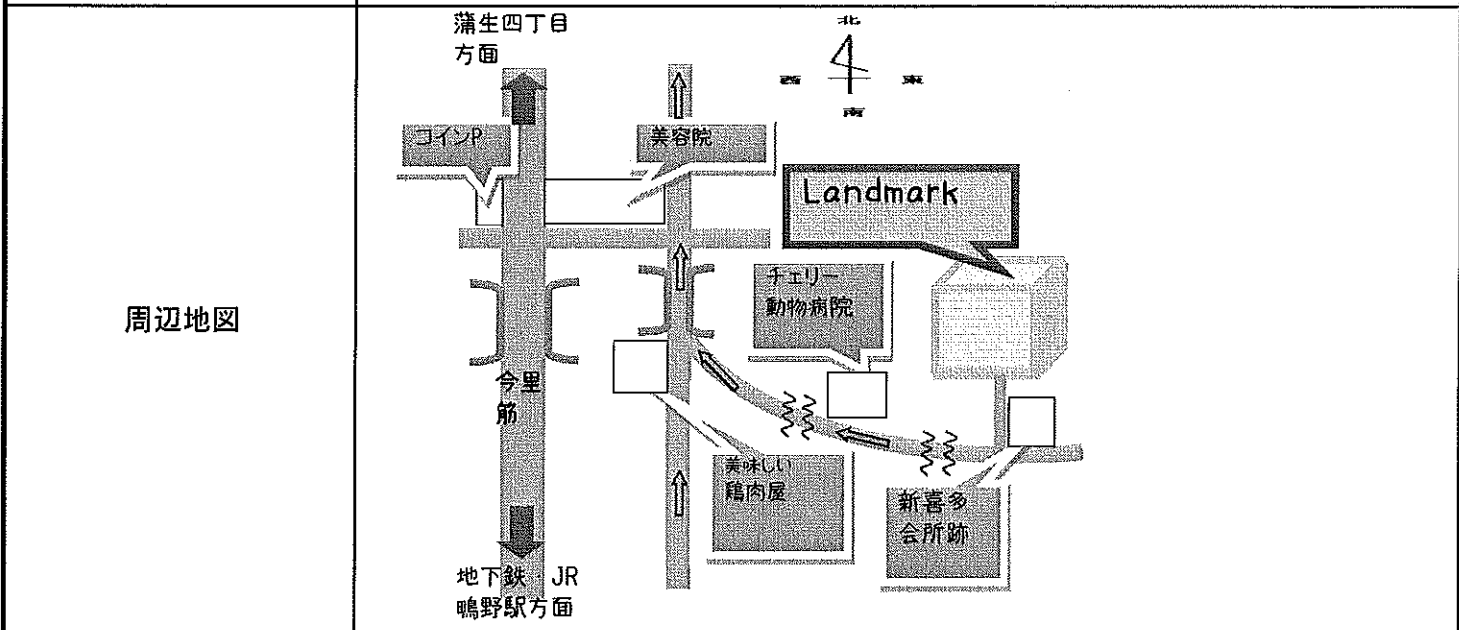 周辺地図
蒲生四丁目
方面
北
西
東
南
コインP
美容院
Landmark
チェリー
動物病院
今里
筋
美味しい
鶏肉屋
新喜多
会所跡
地下鉄・JR
鴫野駅方面